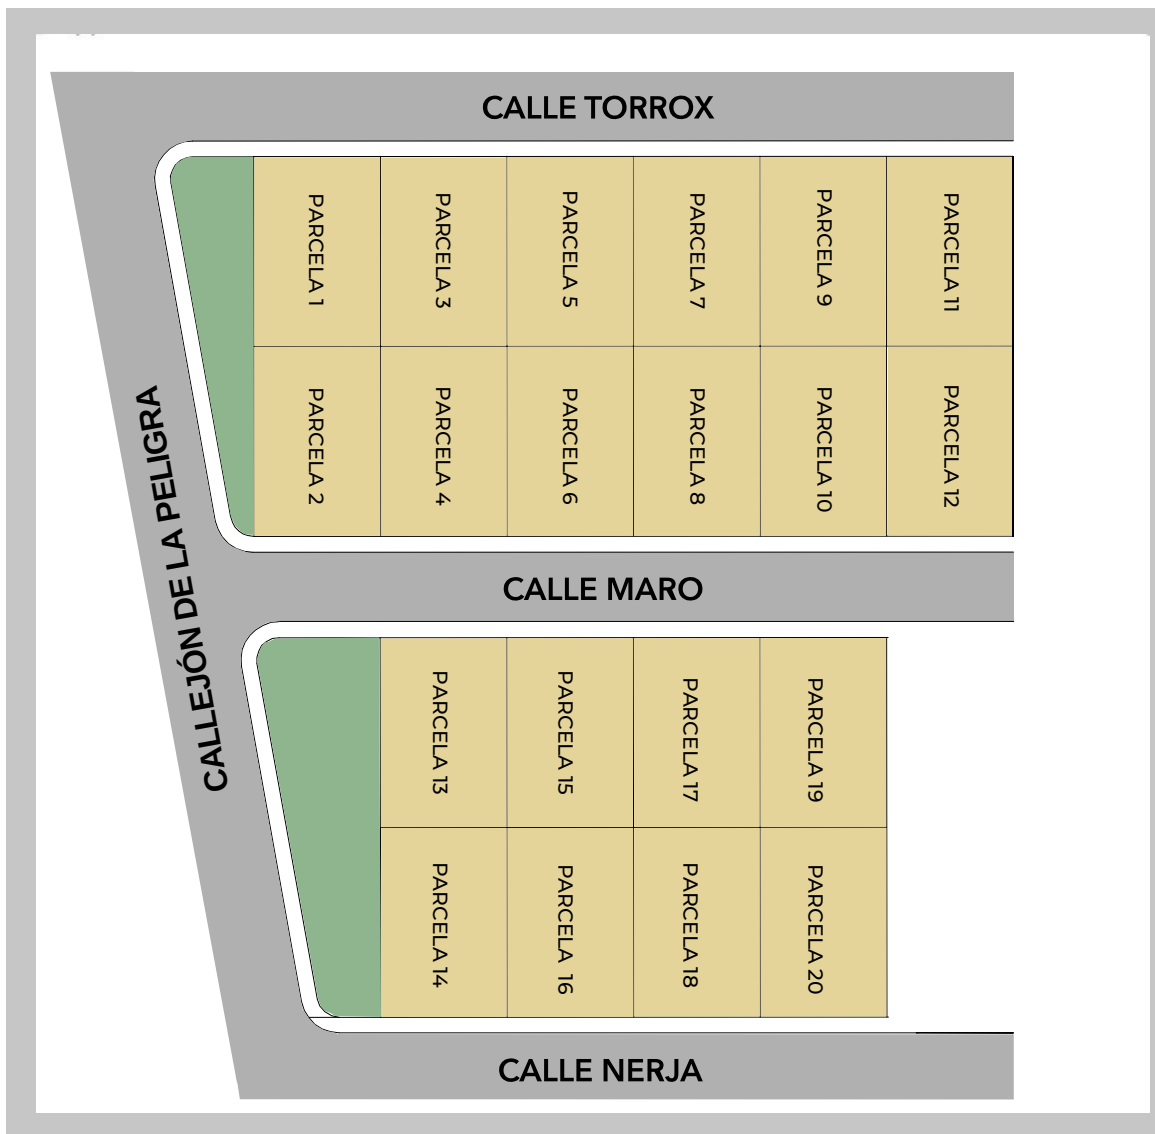 CALLE TORROX
PARCELA 1
PARCELA 3
PARCELA 5
PARCELA 7
PARCELA 9
PARCELA 11
PARCELA 2
PARCELA 4
PARCELA 6
PARCELA 8
PARCELA 10
PARCELA 12
CALLEJÓN DE LA PELIGRA
CALLE MARO
PARCELA 13
PARCELA 15
PARCELA 17
PARCELA 19
PARCELA 14
PARCELA 16
PARCELA 18
PARCELA 20
CALLE NERJA